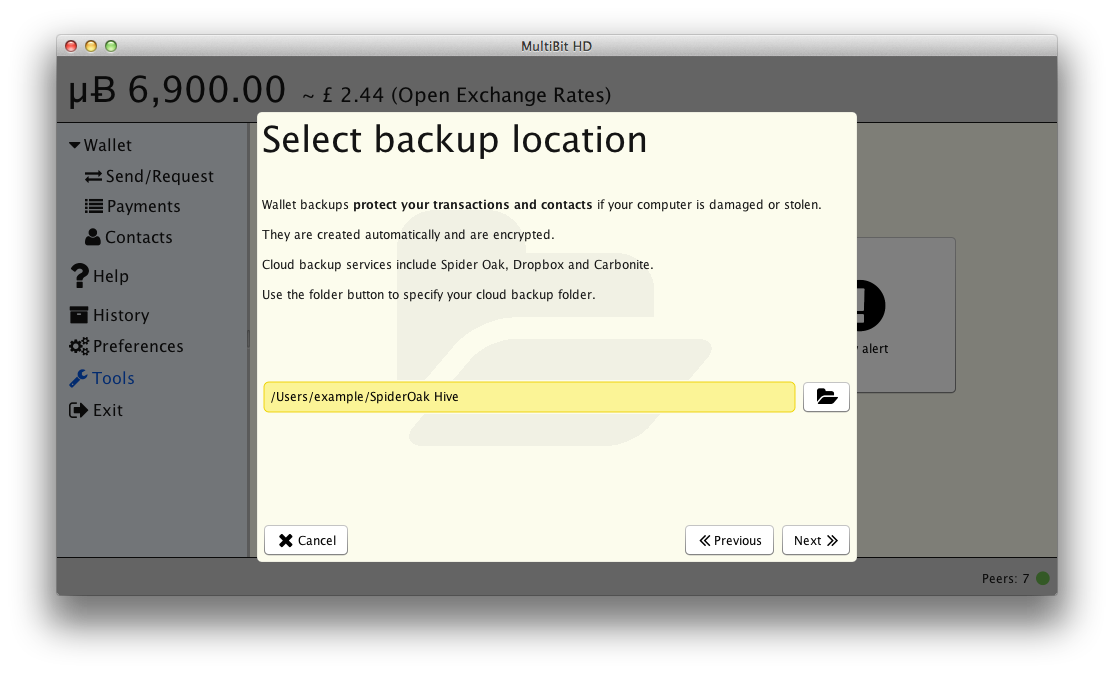 MultiBit HD
μɃ 6,900.00 ~ £ 2.44 (Open Exchange Rates)
Wallet
Send/Request
Payments
Contacts
Help
History
Preferences
Tools
Exit
Select backup location
Wallet backups protect your transactions and contacts if your computer is damaged or stolen.
They are created automatically and are encrypted.
Cloud backup services include Spider Oak, Dropbox and Carbonite.
Use the folder button to specify your cloud backup folder.
/Users/example/SpiderOak Hive
Cancel
Previous
Next
alert
Peers: 7